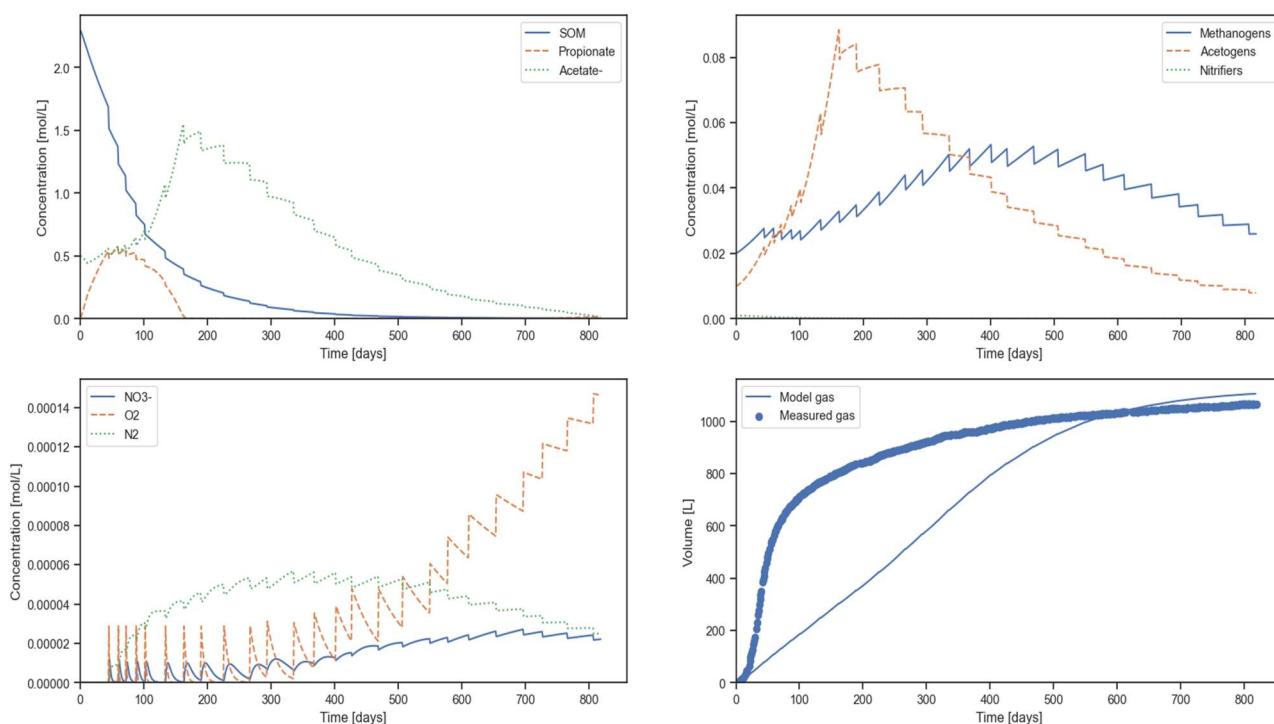 SOM
Propionate
Acetate-
Concentration [mol/L]
2.0
1.5
1.0
0.5
0.0
0 100 200 300 400 500 600 700 800
Time [days]
Methanogens
Acetogens
Nitrifiers
Concentration [mol/L]
0.08
0.06
0.04
0.02
0.00
0 100 200 300 400 500 600 700 800
Time [days]
NO3-
O2
N2
Concentration [mol/L]
0.00014
0.00012
0.00010
0.00008
0.00006
0.00004
0.00002
0.00000
0 100 200 300 400 500 600 700 800
Time [days]
Model gas
Measured gas
Volume [L]
1000
800
600
400
200
0
0 100 200 300 400 500 600 700 800
Time [days]